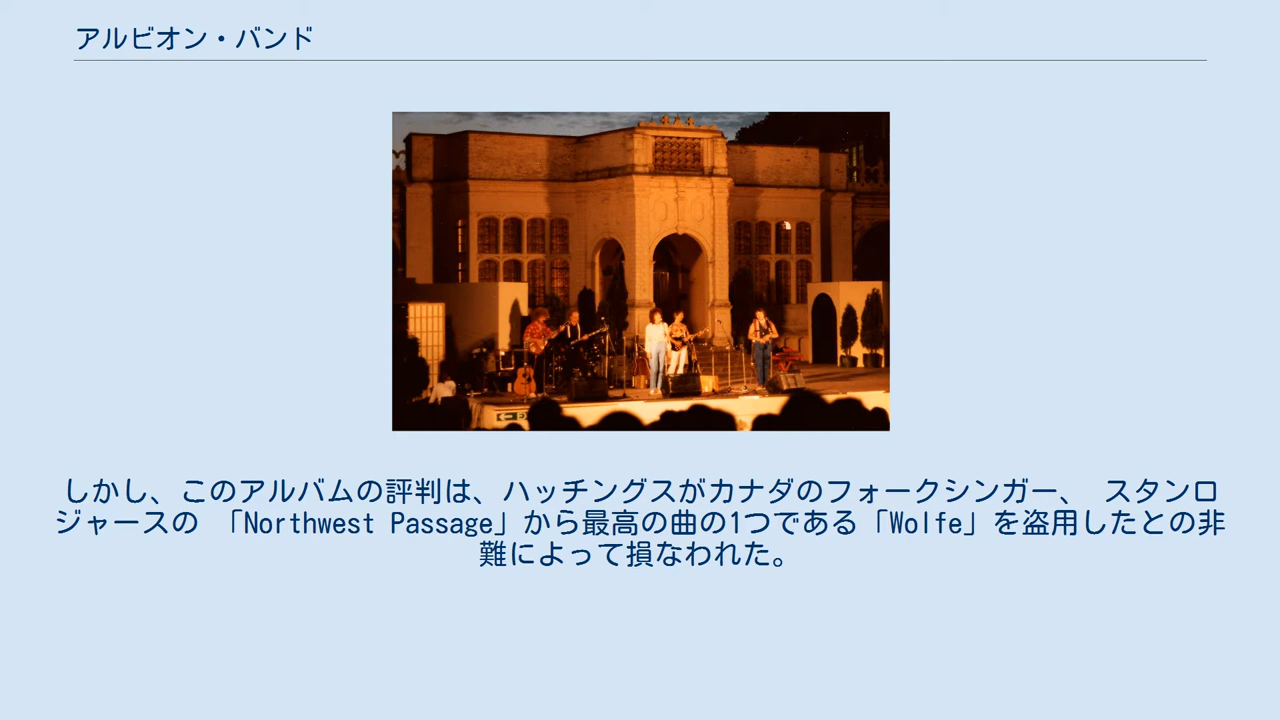 アルビオン・バンド
しかし、このアルバムの評判は、ハッチングスがカナダのフォークシンガー、 スタンロ
ジャースの 「Northwest Passage」から最高の曲の1つである「Wolfe」を盗用したとの非
難によって損なわれた。